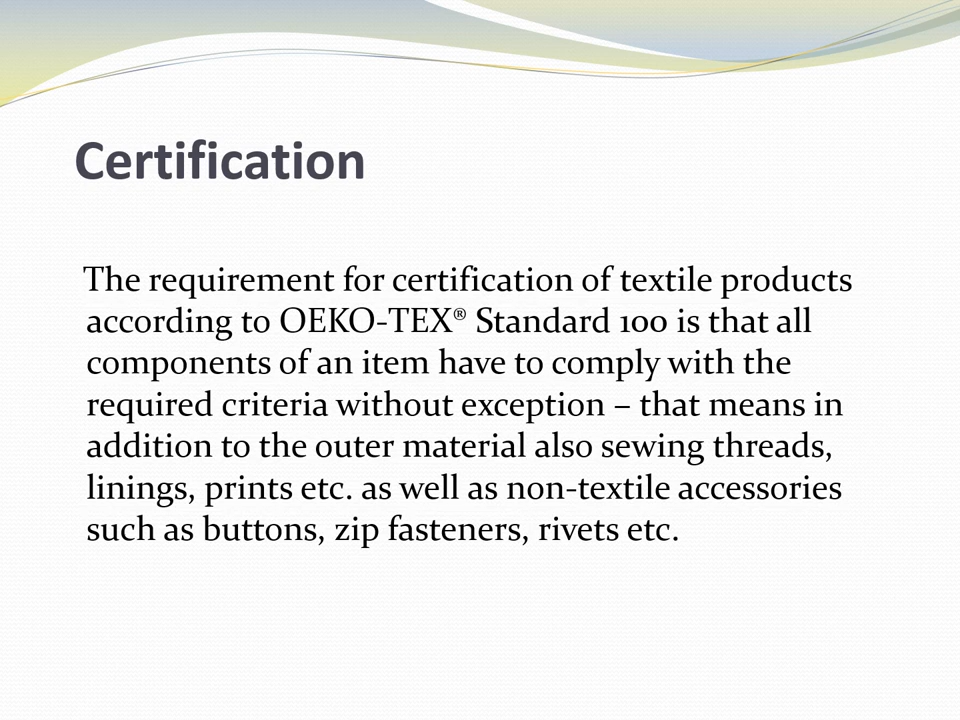 Certification
The requirement for certification of textile products
according to OEKO-TEX® Standard 100 is that all
components of an item have to comply with the
required criteria without exception – that means in
addition to the outer material also sewing threads,
linings, prints etc. as well as non-textile accessories
such as buttons, zip fasteners, rivets etc.